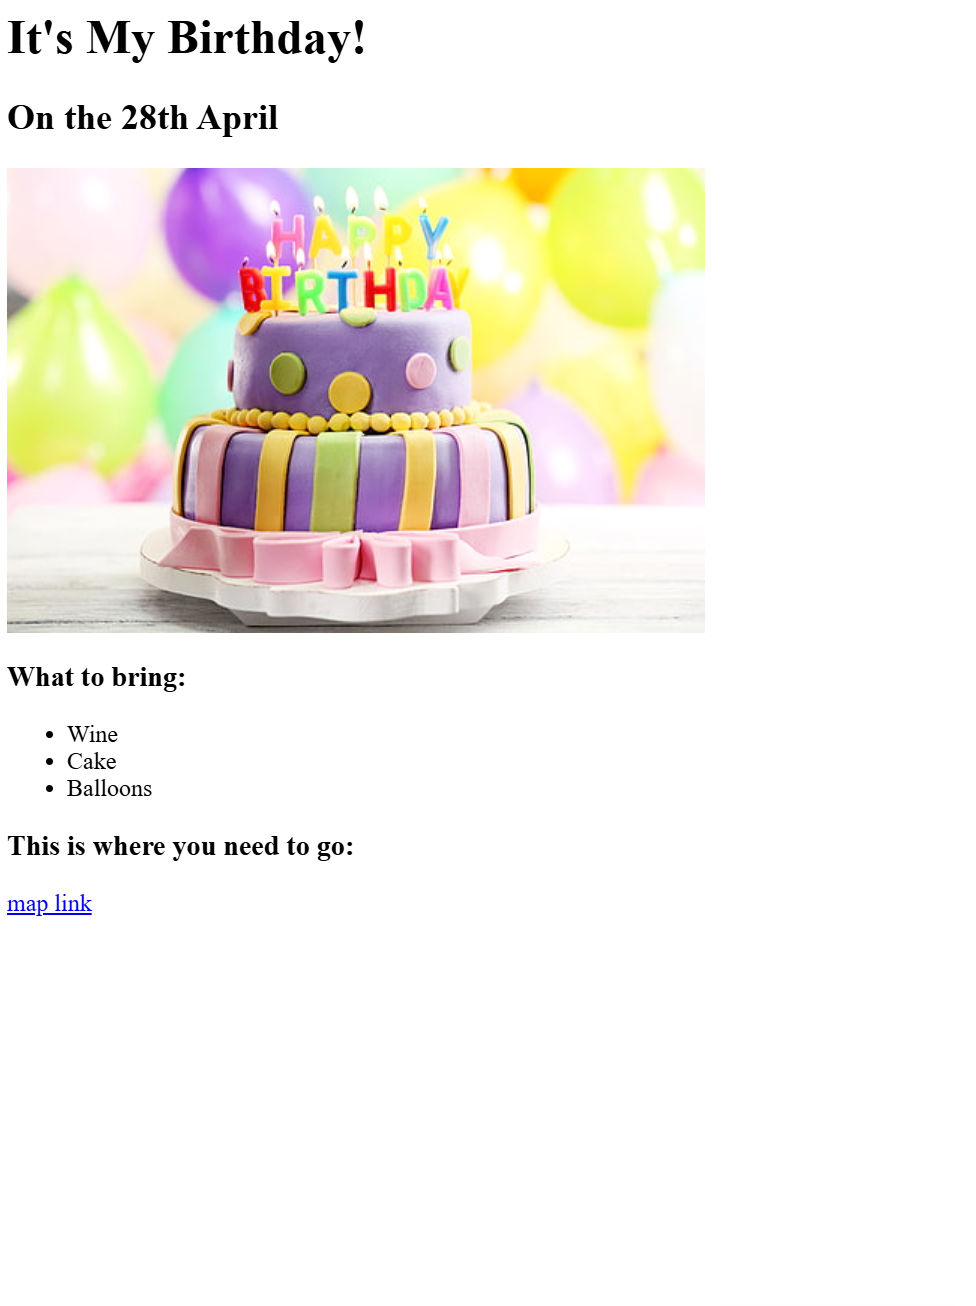 It's My Birthday!
On the 28th April
HAPPY
BIRTHDAY
What to bring:
Wine
Cake
Balloons
This is where you need to go:
map link